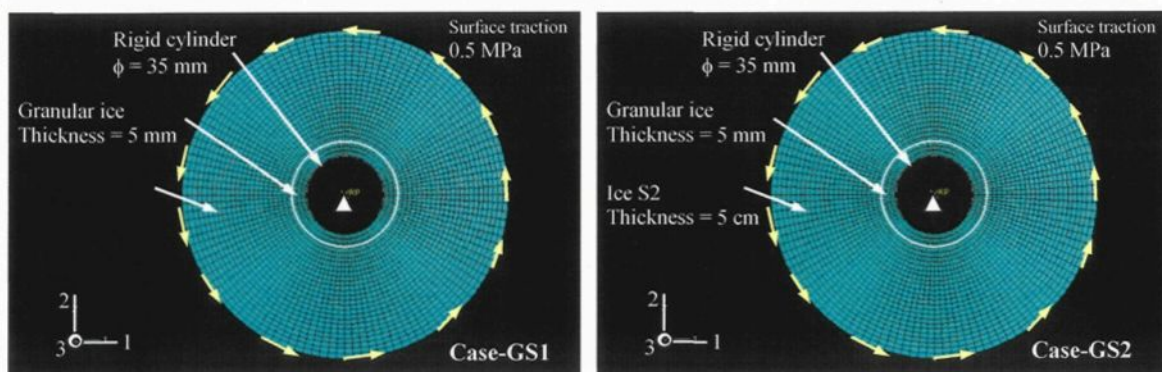 Surface traction
0.5 MPa
Rigid cylinder
ϕ = 35 mm
Granular ice
Thickness = 5 mm
2
3
1
Case-GS1
Surface traction
0.5 MPa
Rigid cylinder
ϕ = 35 mm
Granular ice
Thickness = 5 mm
Ice S2
Thickness = 5 cm
2
3
1
Case-GS2